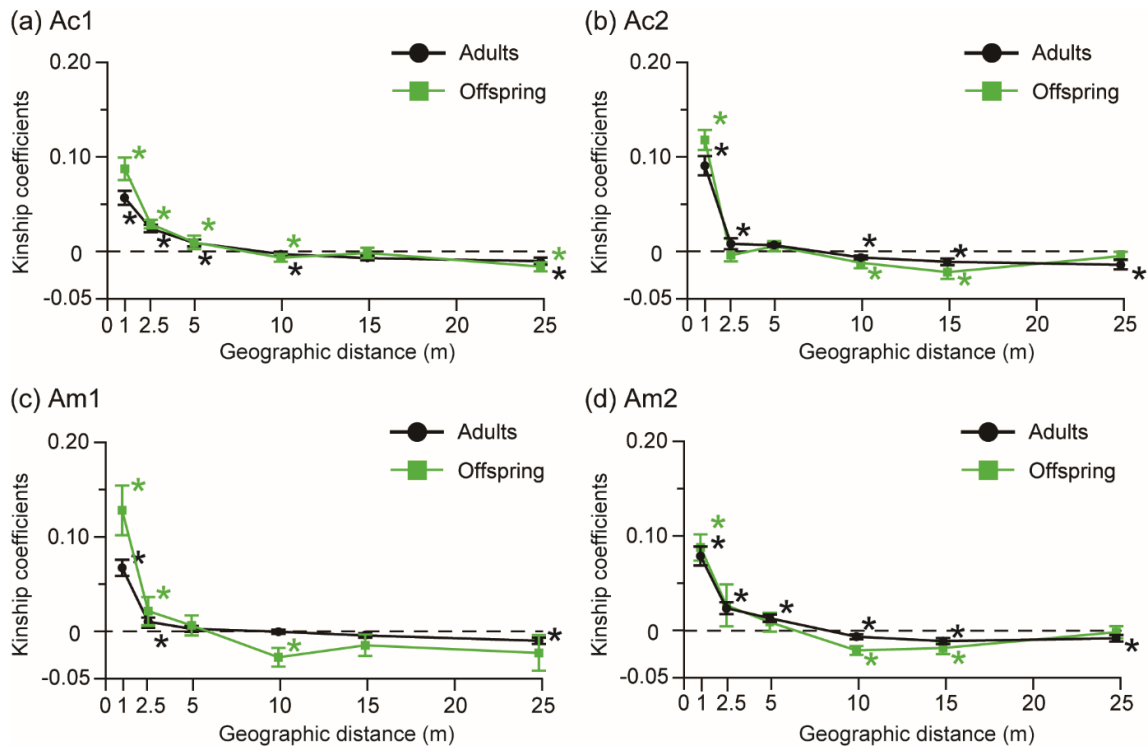 (a) Ac1
Adults
Offspring
Kinship coefficients
0.20
0.10
0
-0.05
* * * * *
* * * * *
0 1 2.5 5 10 15 20 25
Geographic distance (m)
(b) Ac2
Adults
Offspring
Kinship coefficients
0.20
0.10
0
-0.05
* * * * *
* * *
0 1 2.5 5 10 15 20 25
Geographic distance (m)
(c) Am1
Adults
Offspring
Kinship coefficients
0.20
0.10
0
-0.05
* * *
* * *
0 1 2.5 5 10 15 20 25
Geographic distance (m)
(d) Am2
Adults
Offspring
Kinship coefficients
0.20
0.10
0
-0.05
* * *
* * * * * *
0 1 2.5 5 10 15 20 25
Geographic distance (m)